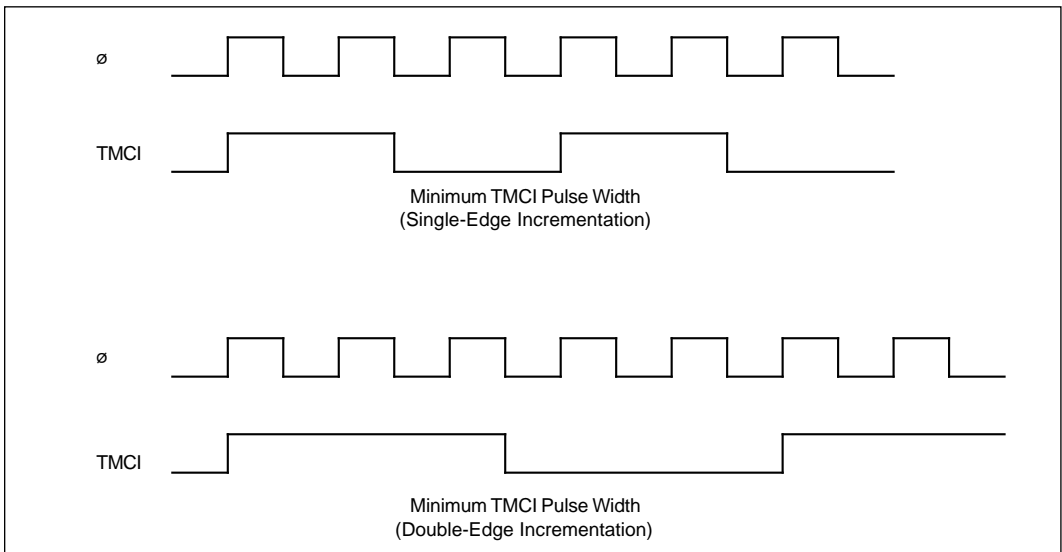 ø
TMCI
Minimum TMCI Pulse Width
(Single-Edge Incrementation)
ø
TMCI
Minimum TMCI Pulse Width
(Double-Edge Incrementation)